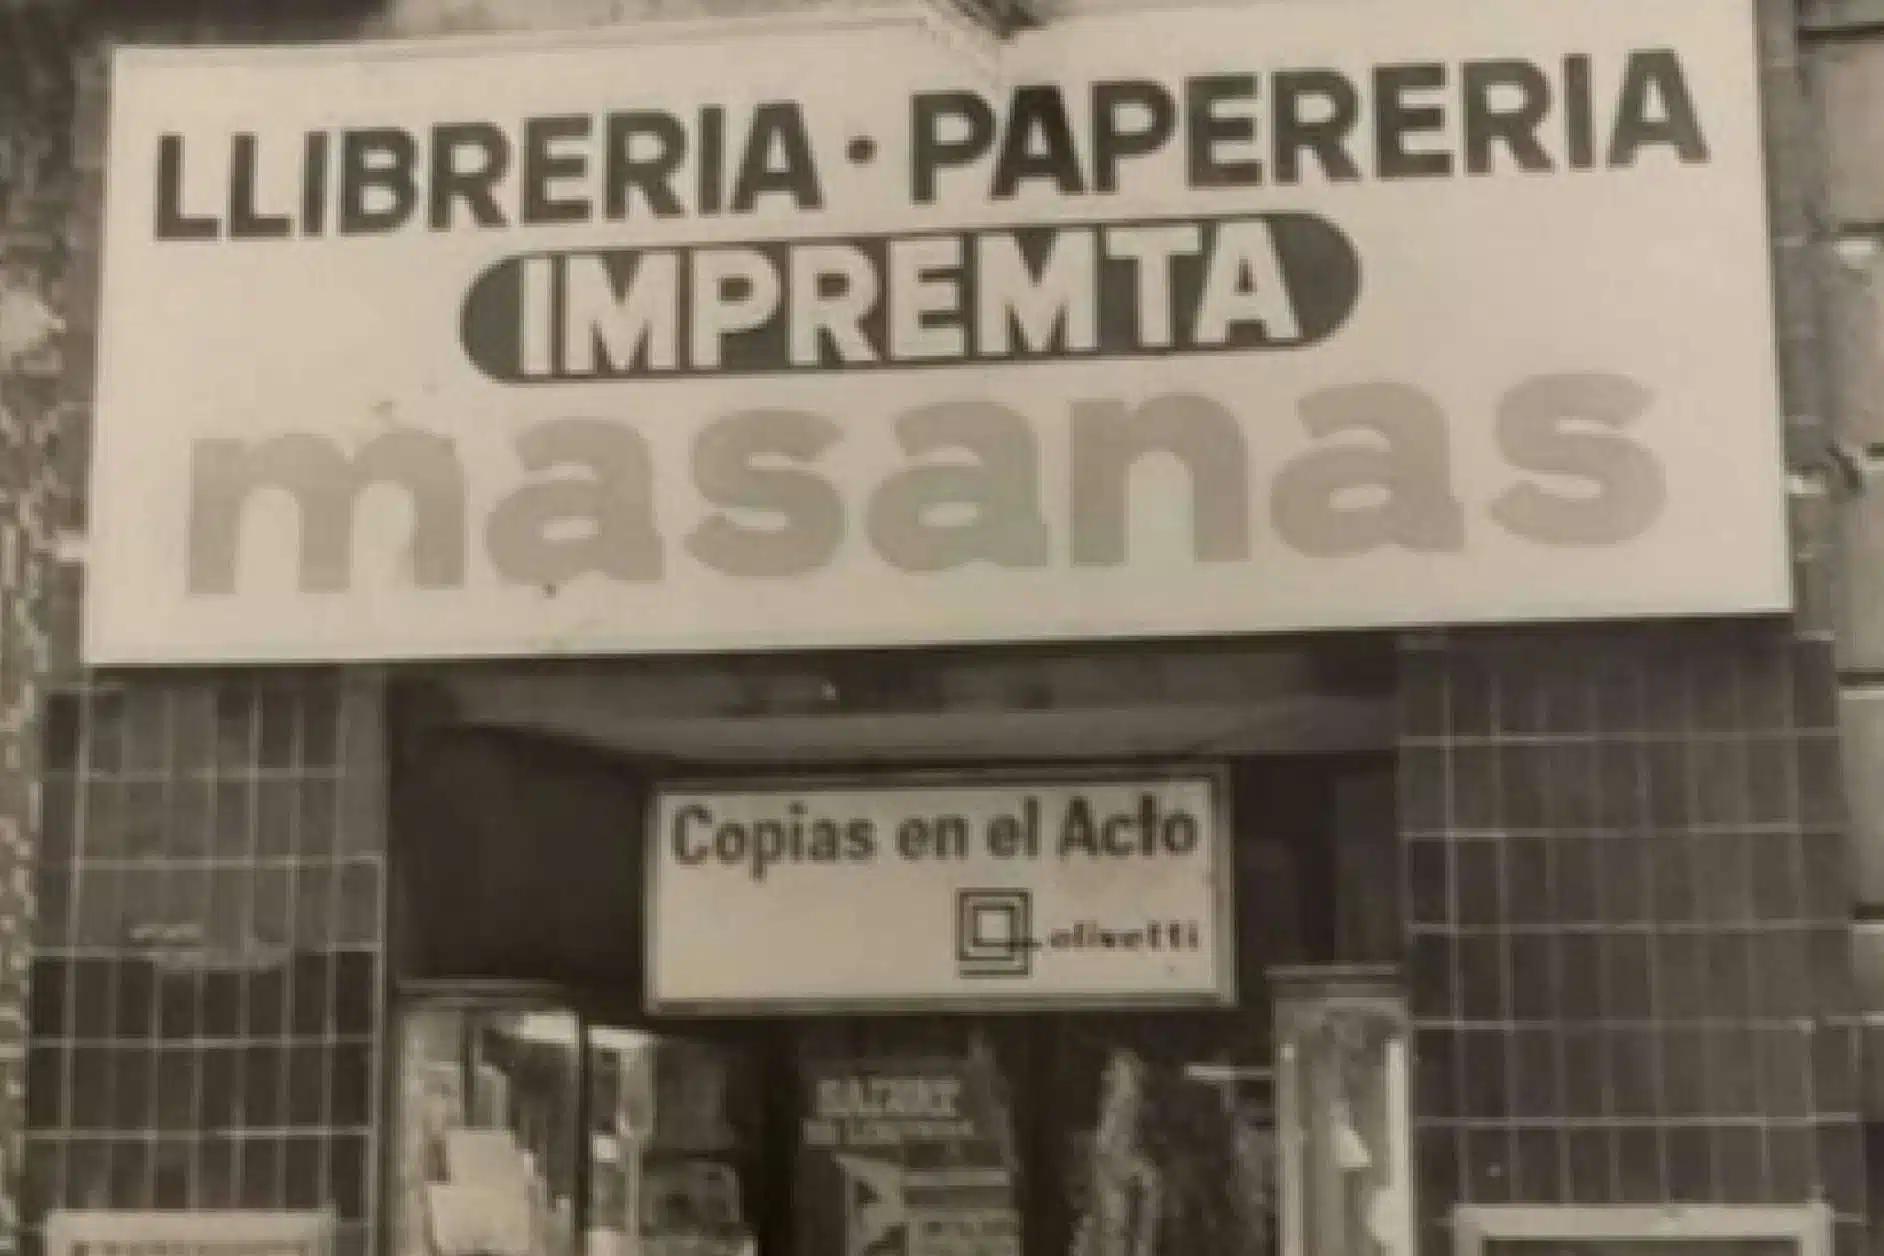 LLIBRERIA · PAPERERIA
IMPREMTA
masanas
Copias en el Acto
olivetti